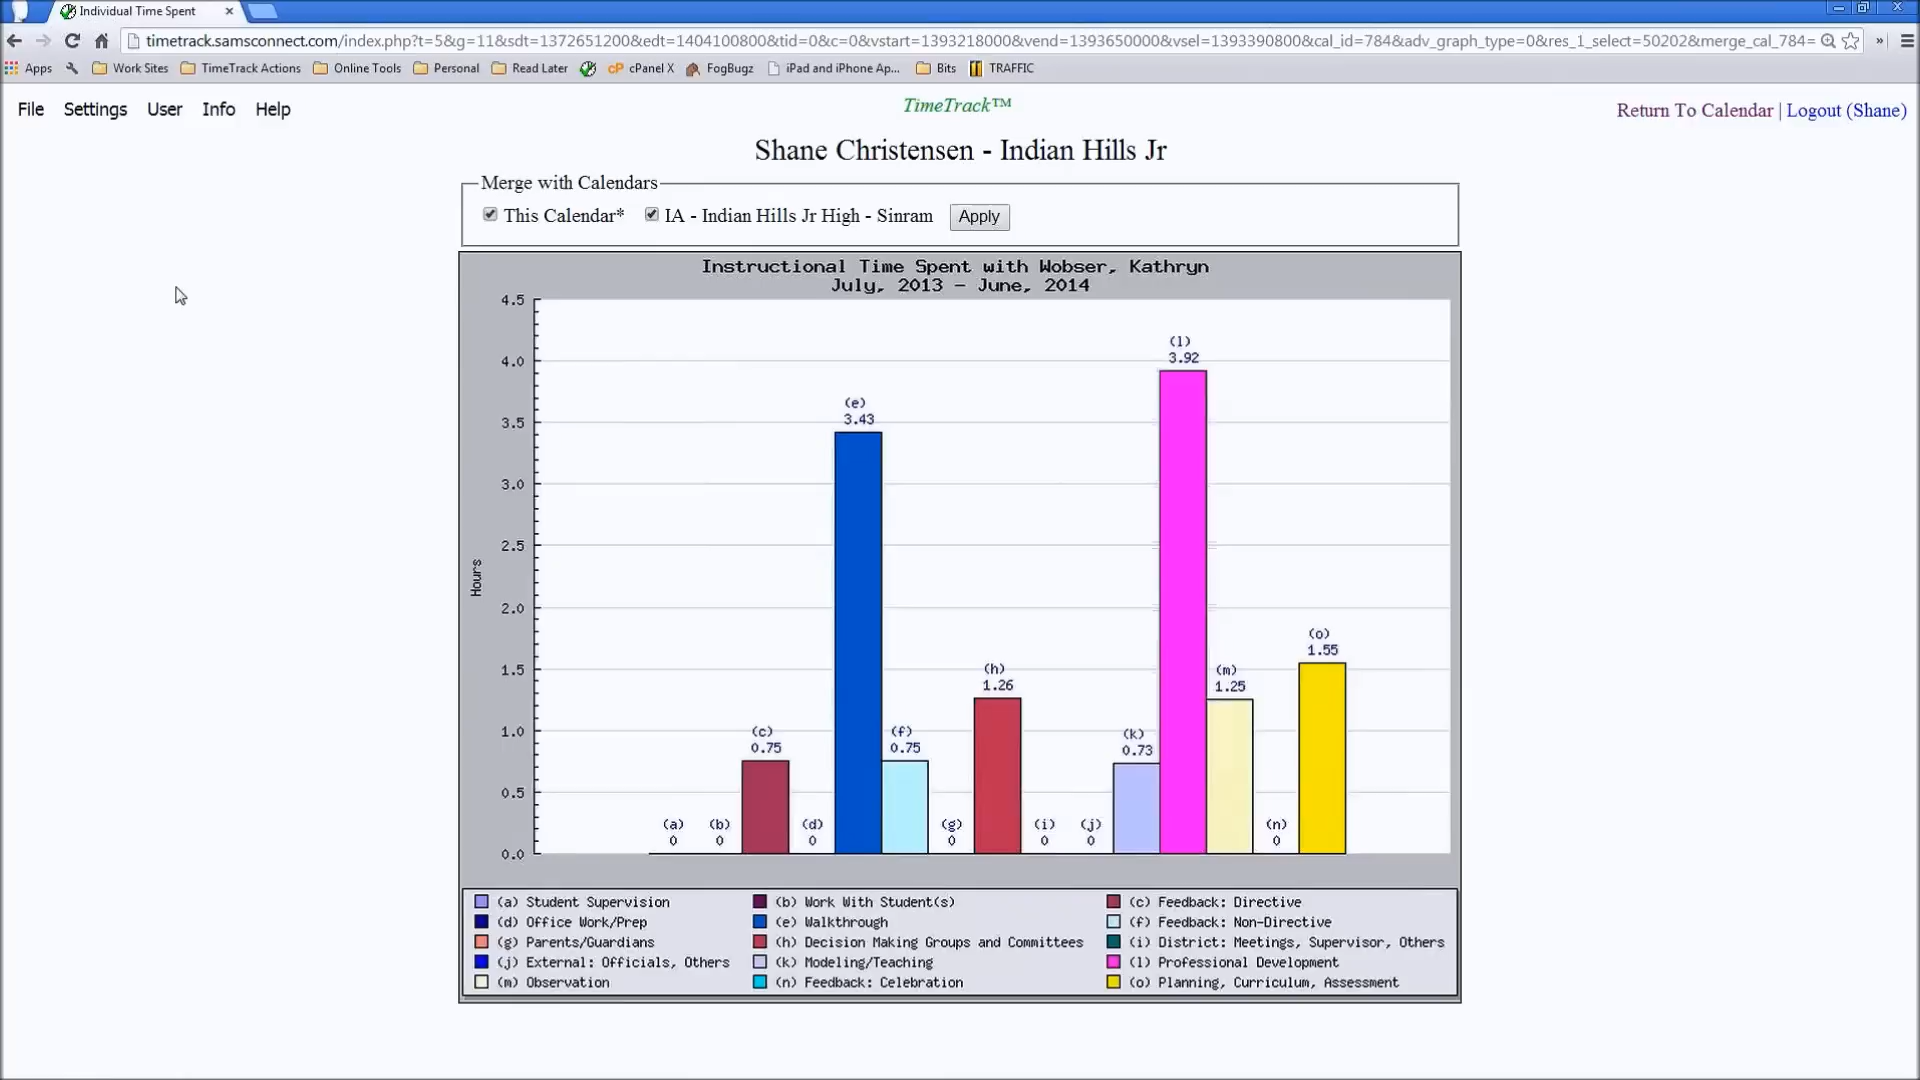 Individual Time Spent ×
timetrack.samsconnect.com/index.php?t=5&g=11&sdt=1372651200&edt=1404100800&tid=0&c=0&vstart=1393218000&vend=1393650000&vsel=1393390800&cal_id=784&adv_graph_type=0&res_1_select=50202&merge_cal_784= »
Apps Work Sites TimeTrack Actions Online Tools Personal Read Later cP cPanel X FogBugz iPad and iPhone Ap... Bits TRAFFIC
File Settings User Info Help TimeTrack™ Return To Calendar | Logout (Shane)
Shane Christensen - Indian Hills Jr
Merge with Calendars
This Calendar* IA - Indian Hills Jr High - Sinram Apply
Instructional Time Spent with Wobser, Kathryn
July, 2013 – June, 2014
4.5
4.0
3.5
3.0
2.5
2.0
1.5
1.0
0.5
0.0
Hours
(a)
0
(b)
0
(c)
0.75
(d)
0
(e)
3.43
(f)
0.75
(g)
0
(h)
1.26
(i)
0
(j)
0
(k)
0.73
(l)
3.92
(m)
1.25
(n)
0
(o)
1.55
(a) Student Supervision (b) Work With Student(s) (c) Feedback: Directive
(d) Office Work/Prep (e) Walkthrough (f) Feedback: Non-Directive
(g) Parents/Guardians (h) Decision Making Groups and Committees (i) District: Meetings, Supervisor, Others
(j) External: Officials, Others (k) Modeling/Teaching (l) Professional Development
(m) Observation (n) Feedback: Celebration (o) Planning, Curriculum, Assessment